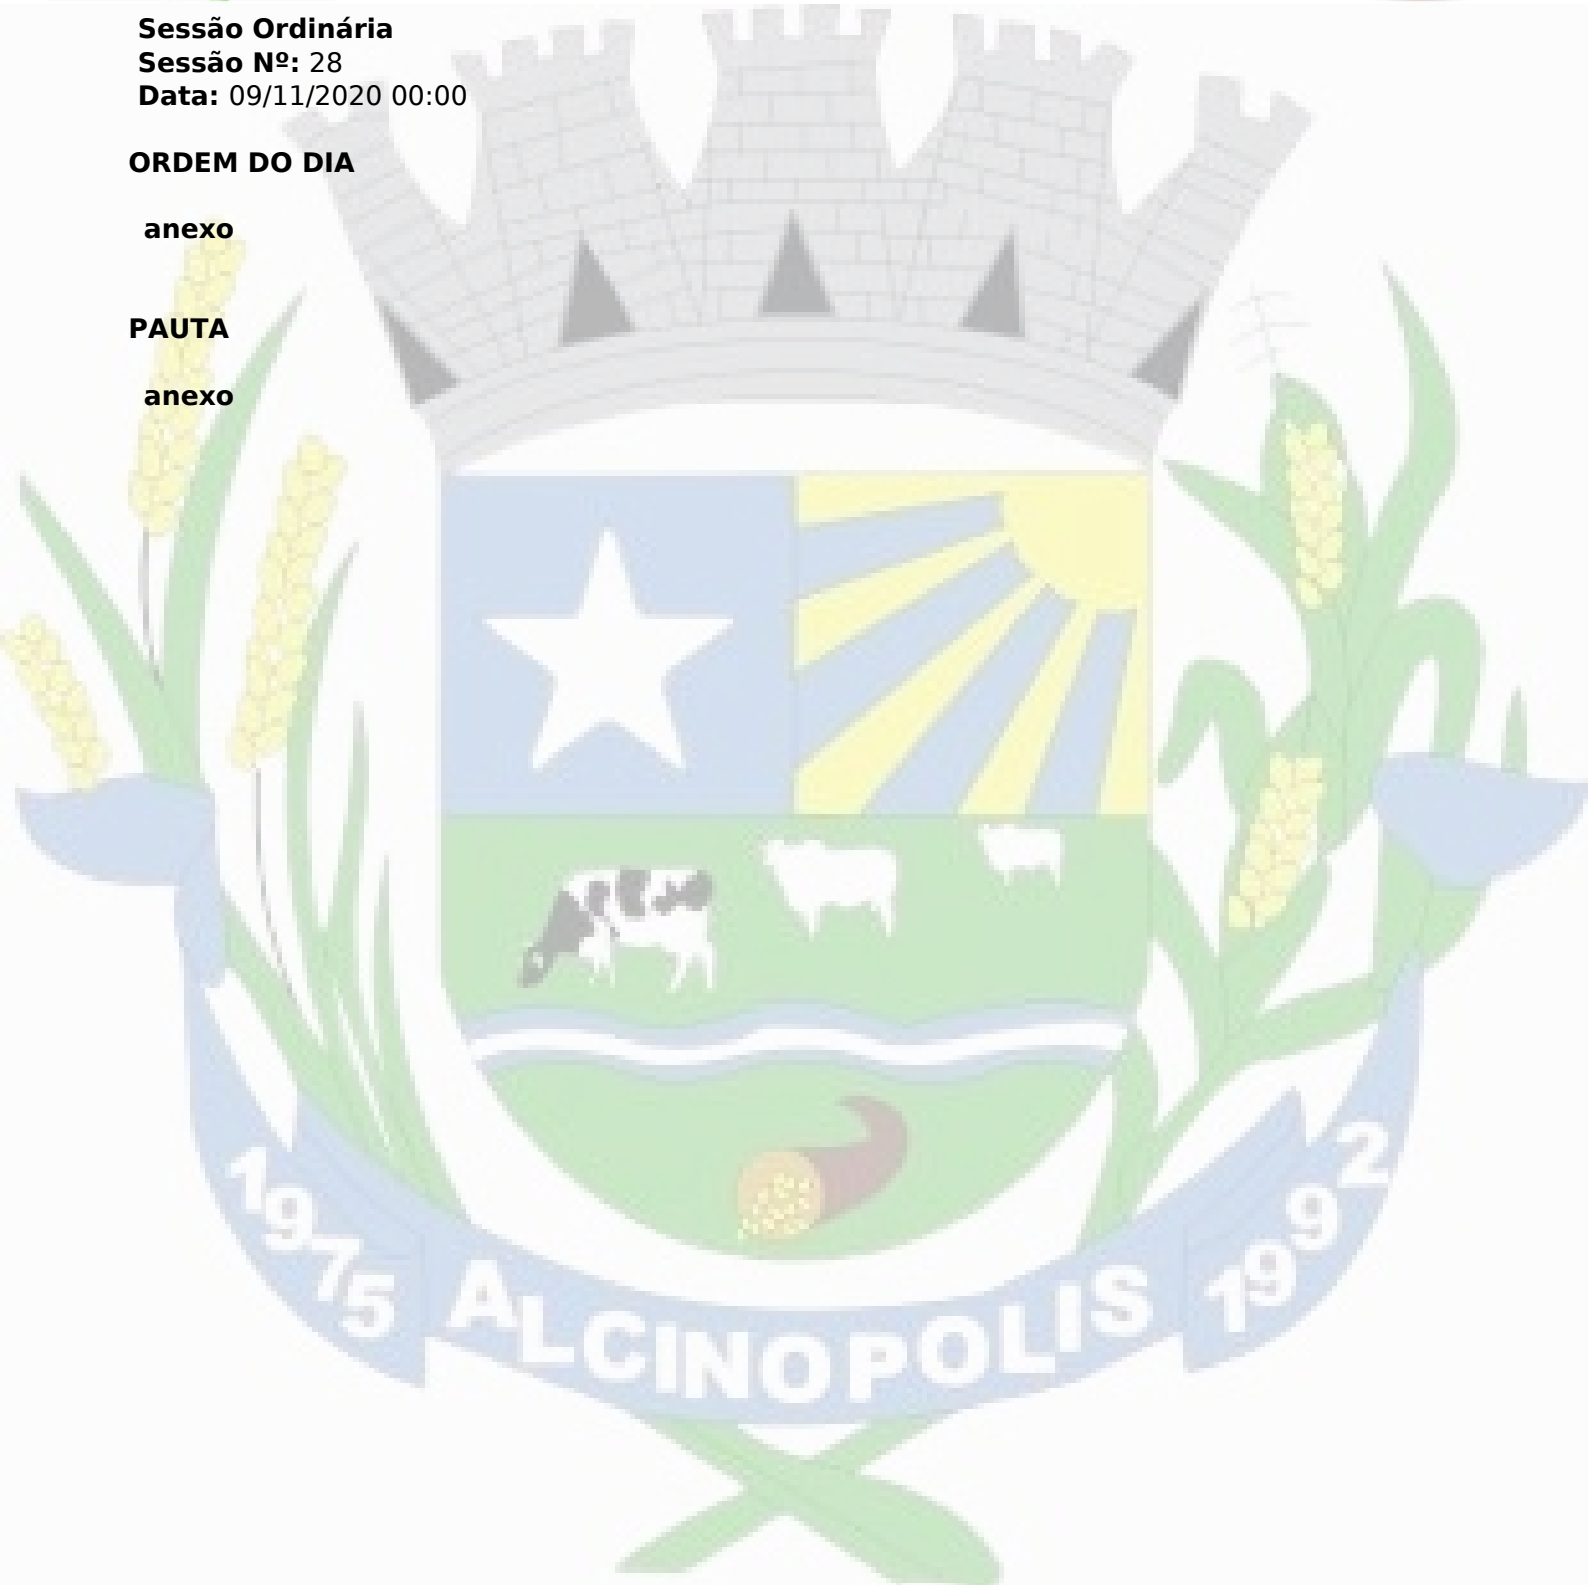 Sessão Ordinária
Sessão Nº: 28
Data: 09/11/2020 00:00
ORDEM DO DIA
anexo
PAUTA
anexo
1975 ALCINOPOLIS 1992